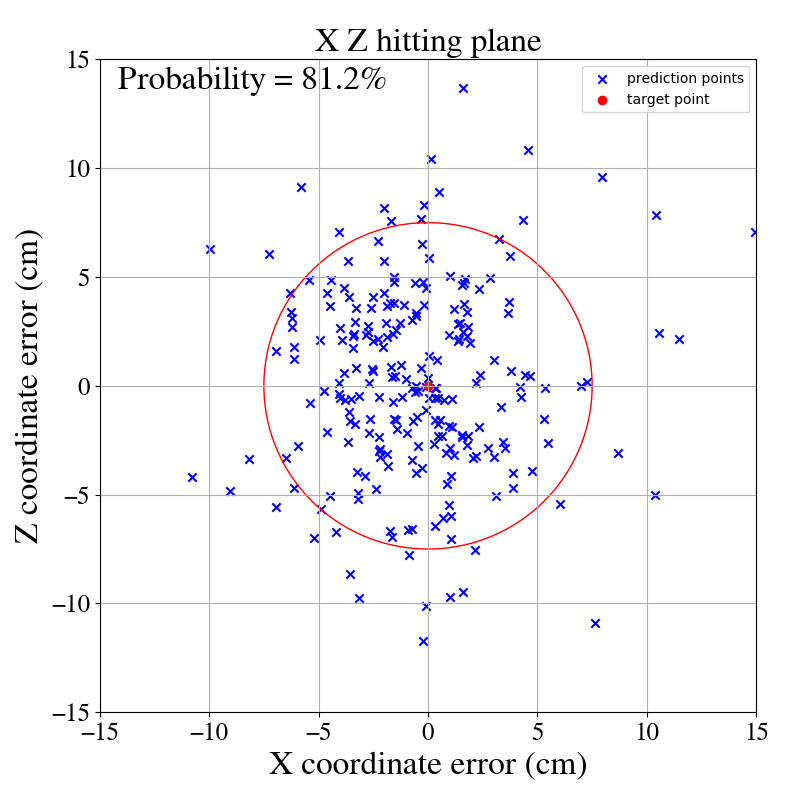 X Z hitting plane
Probability = 81.2%
prediction points
target point
Z coordinate error (cm)
15
10
5
0
−5
−10
−15
−15
−10
−5
0
5
10
15
X coordinate error (cm)